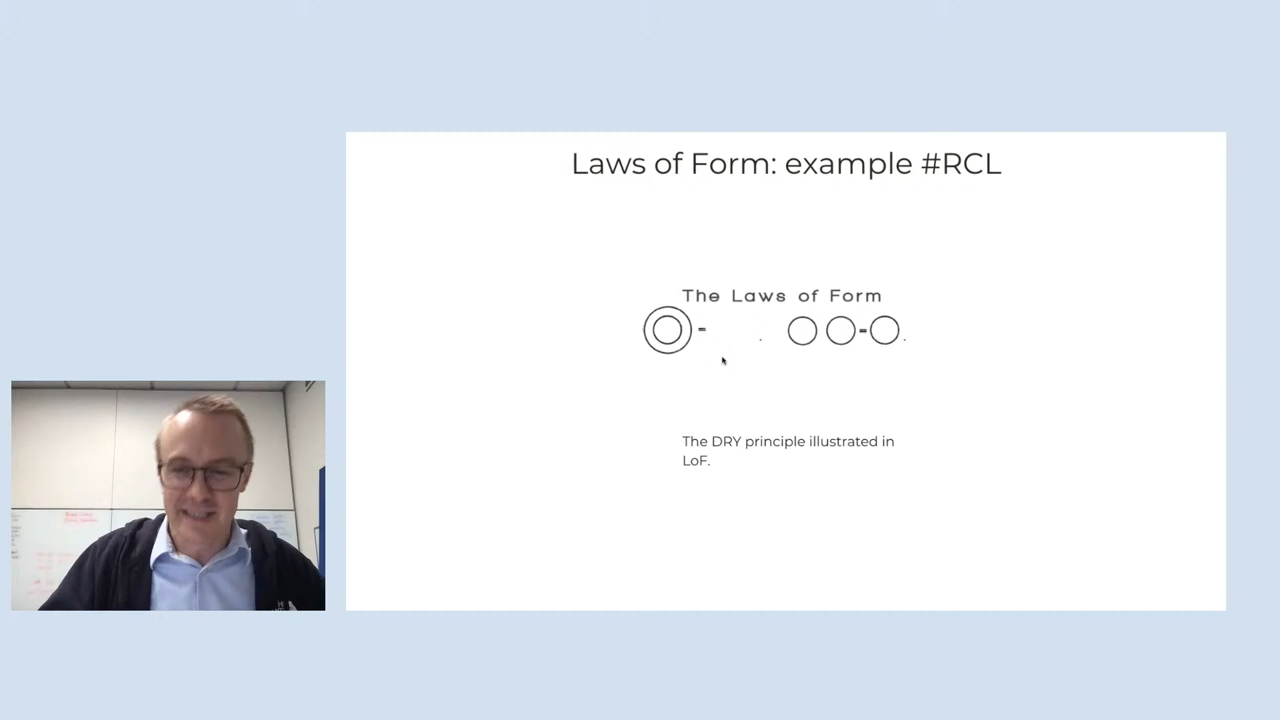 Laws of Form: example #RCL
The Laws of Form
= . = .
The DRY principle illustrated in
LoF.